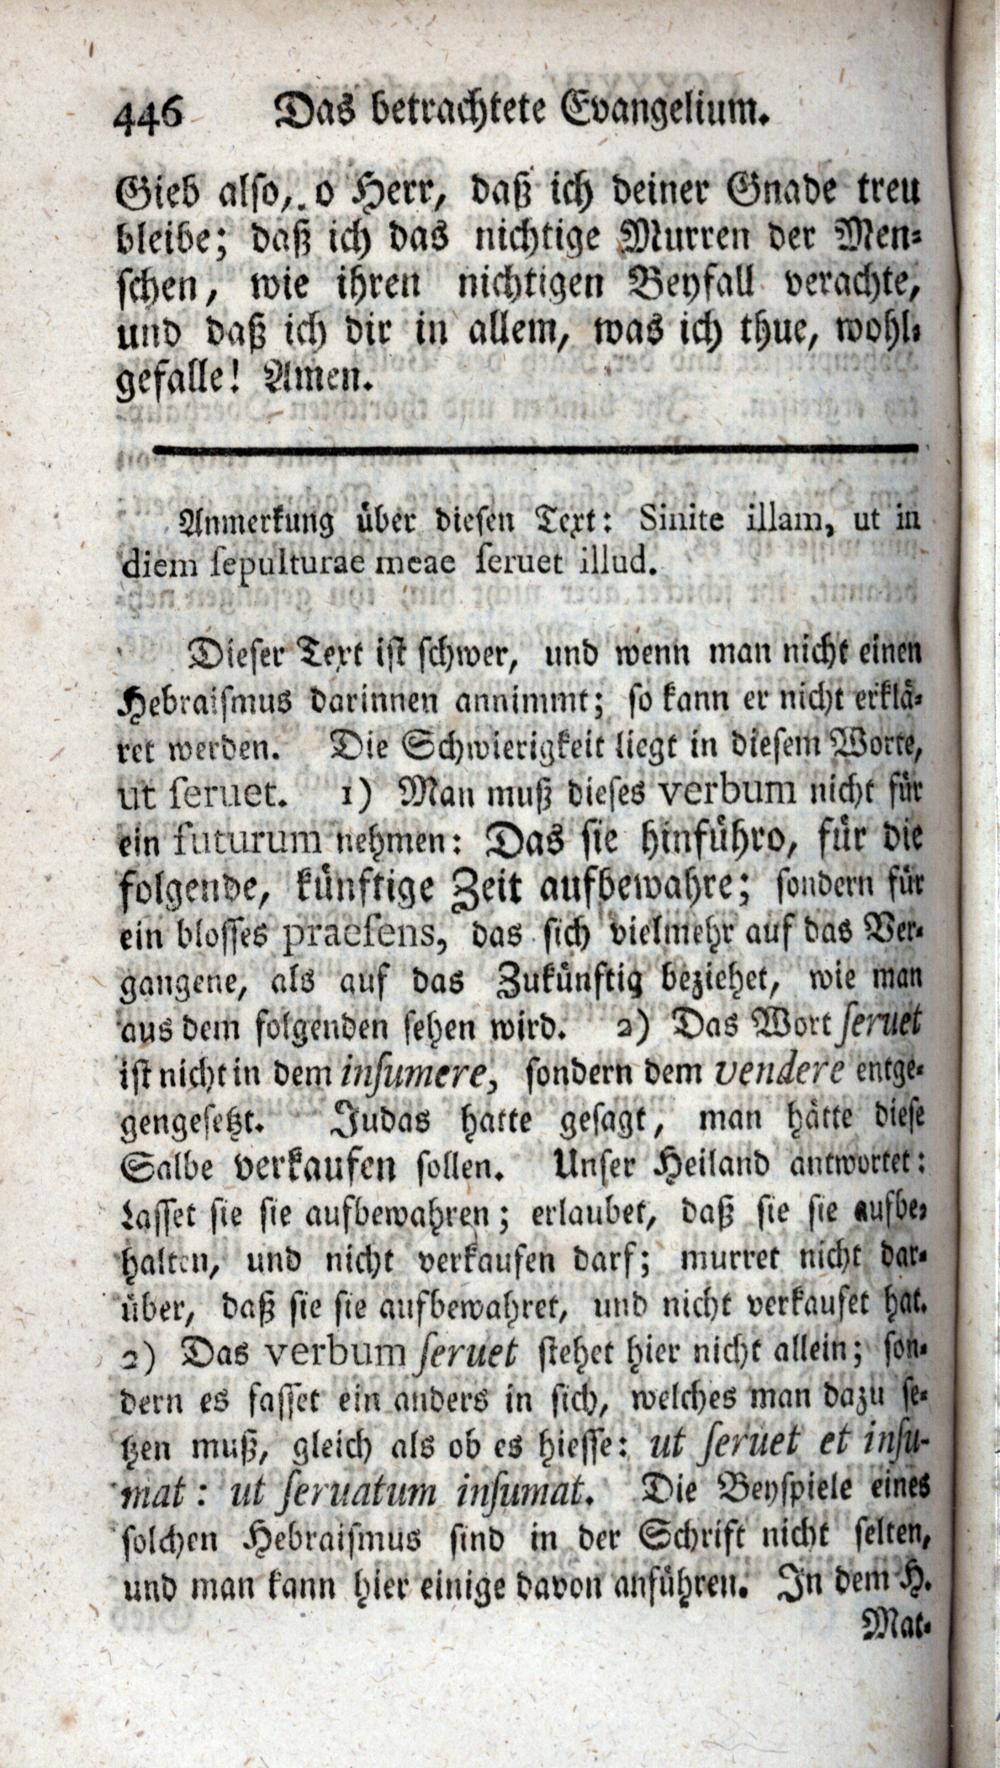 446 Das betrachtete Evangelium.
Gieb also, o Herr, daß ich deiner Gnade treu
bleibe; daß ich das nichtige Murren der Men-
schen, wie ihren nichtigen Beyfall verachte,
und daß ich dir in allem, was ich thue, wohl-
gefalle! Amen.
Anmerkung über diesen Text: Sinite illam, ut in
diem sepulturae meae seruet illud.
Dieser Text ist schwer, und wenn man nicht einen
Hebraismus darinnen annimmt; so kann er nicht erklä-
ret werden. Die Schwierigkeit liegt in diesem Worte,
ut seruet. 1) Man muß dieses verbum nicht für
ein futurum nehmen: Das sie hinführo, für die
folgende, künftige Zeit aufbewahre; sondern für
ein blosses praesens, das sich vielmehr auf das Ver-
gangene, als auf das Zukünftig beziehet, wie man
aus dem folgenden sehen wird. 2) Das Wort seruet
ist nicht in dem insumere, sondern dem vendere entge-
gengesetzt. Judas hatte gesagt, man hätte diese
Salbe verkaufen sollen. Unser Heiland antwortet:
Lasset sie sie aufbewahren; erlaubet, daß sie sie aufbe-
halten, und nicht verkaufen darf; murret nicht dar-
über, daß sie sie aufbewahret, und nicht verkaufet hat.
2) Das verbum seruet stehet hier nicht allein; son-
dern es fasset ein anders in sich, welches man dazu se-
tzen muß, gleich als ob es hiesse: ut seruet et insu-
mat: ut seruatum insumat. Die Beyspiele eines
solchen Hebraismus sind in der Schrift nicht selten,
und man kann hier einige davon anführen. In dem H.
Mat-